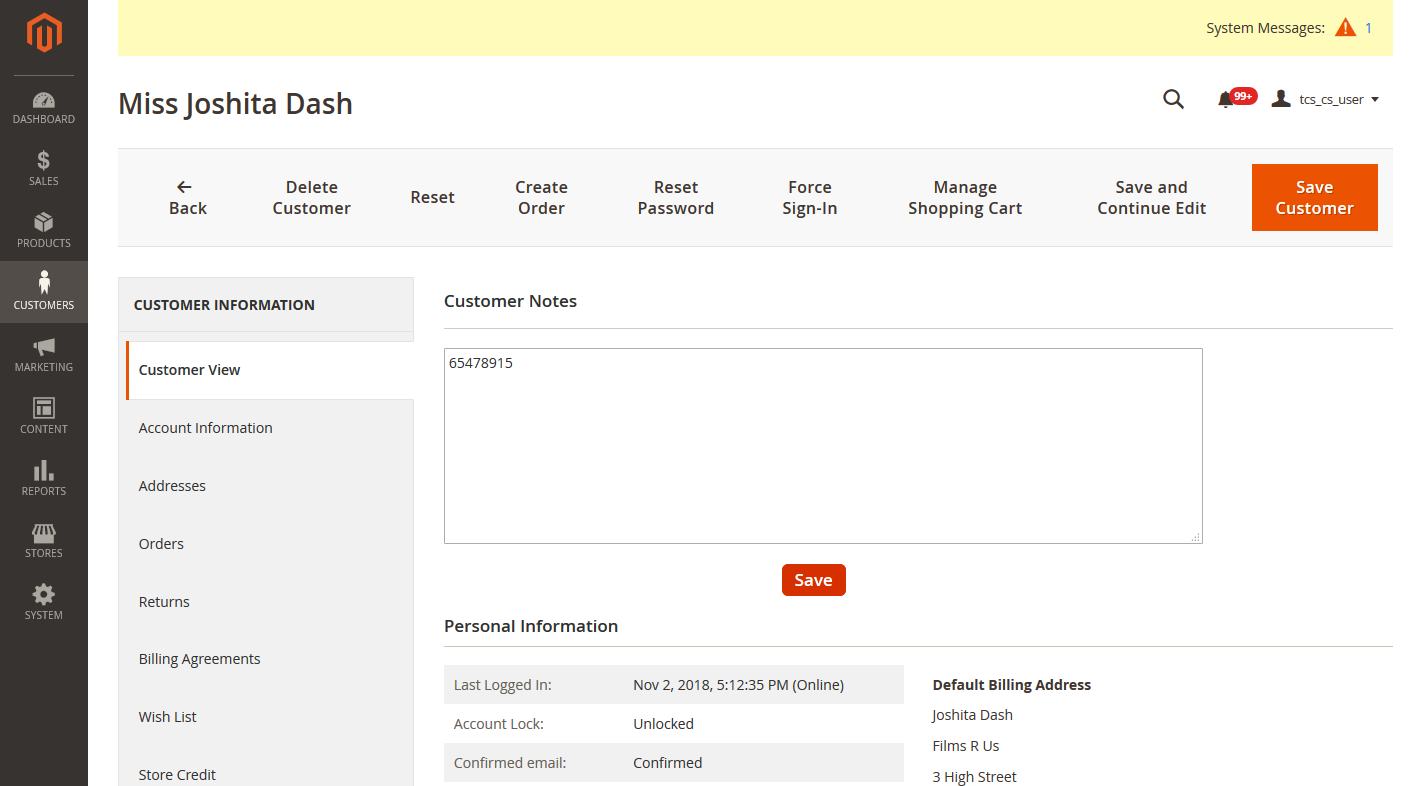 System Messages: 1
Miss Joshita Dash
99+
tcs_cs_user
DASHBOARD
SALES
PRODUCTS
CUSTOMERS
MARKETING
CONTENT
REPORTS
STORES
SYSTEM
Back
Delete
Customer
Reset
Create
Order
Reset
Password
Force
Sign-In
Manage
Shopping Cart
Save and
Continue Edit
Save
Customer
CUSTOMER INFORMATION
Customer View
Account Information
Addresses
Orders
Returns
Billing Agreements
Wish List
Store Credit
Customer Notes
65478915
Save
Personal Information
Last Logged In: Nov 2, 2018, 5:12:35 PM (Online)
Account Lock: Unlocked
Confirmed email: Confirmed
Default Billing Address
Joshita Dash
Films R Us
3 High Street